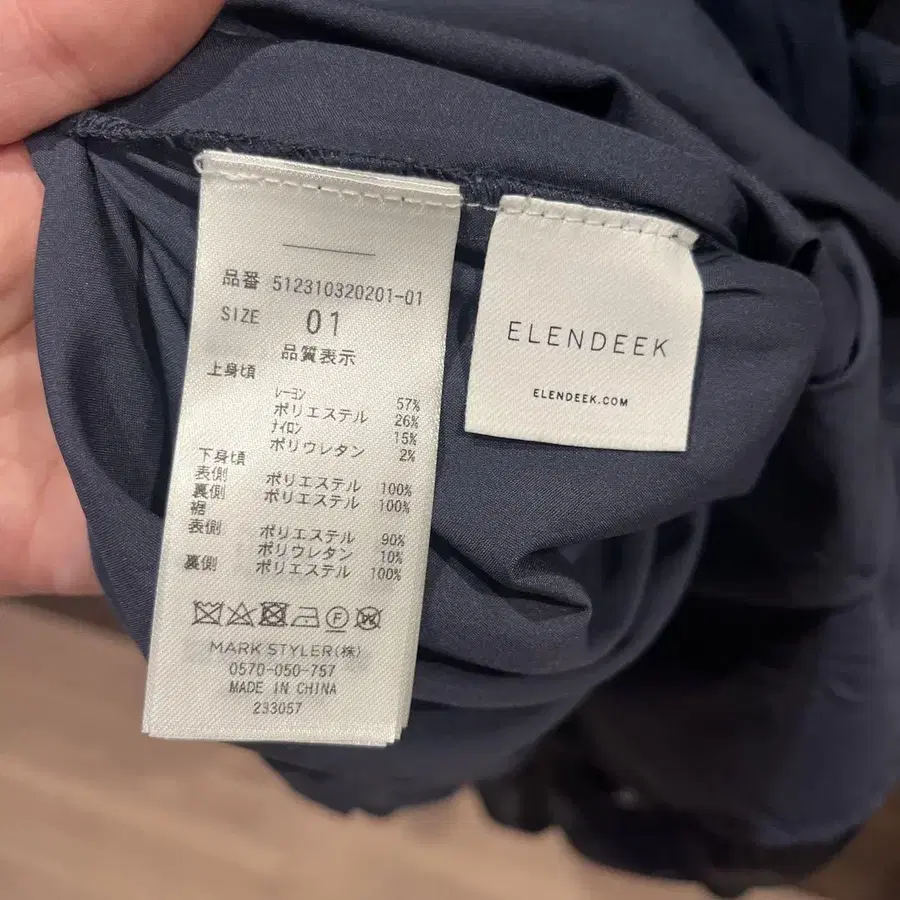 品番 512310320201-01
SIZE 01
品質表示
上身頃
レーヨン 57%
ポリエステル 26%
ナイロン 15%
ポリウレタン 2%
下身頃
表側 ポリエステル 100%
裏側 ポリエステル 100%
裾
表側 ポリエステル 90%
ポリウレタン 10%
裏側 ポリエステル 100%
MARK STYLER(株)
0570-050-757
MADE IN CHINA
233057
ELENDEEK
ELENDEEK.COM